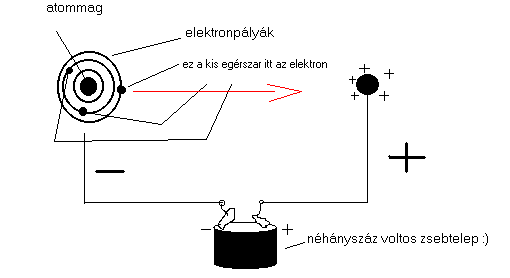 atommag
elektronpályák
ez a kis egérszar itt az elektron
+ + + + +
− +
- +
néhányszáz voltos zsebtelep :)